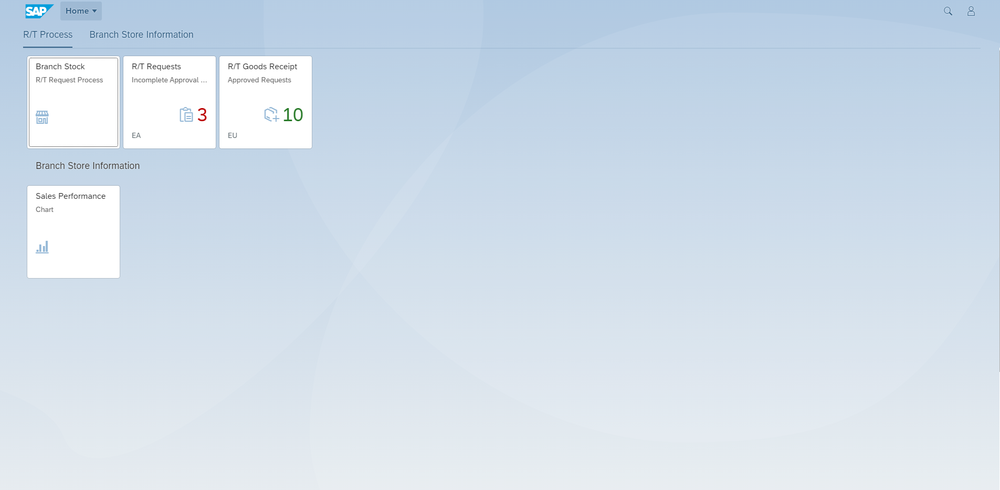 SAP Home
R/T Process Branch Store Information
Branch Stock
R/T Request Process
R/T Requests
Incomplete Approval ...
3
EA
R/T Goods Receipt
Approved Requests
10
EU
Branch Store Information
Sales Performance
Chart